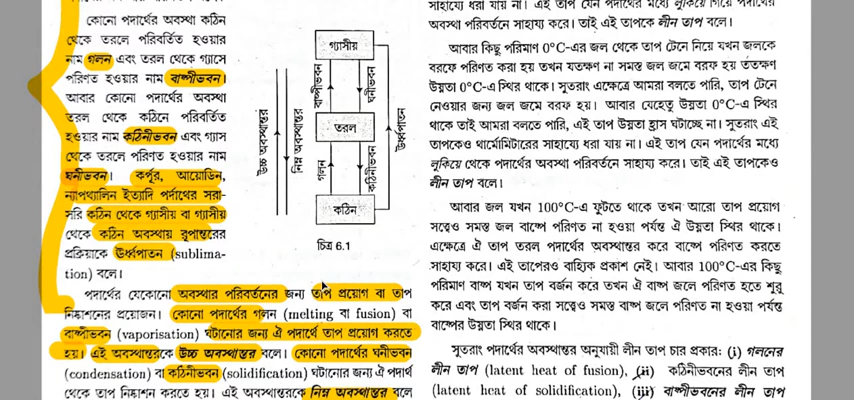 কোনো পদার্থের অবস্থা কঠিন
থেকে তরলে পরিবর্তিত হওয়ার
নাম গলন এবং তরল থেকে গ্যাসে
পরিণত হওয়ার নাম বাষ্পীভবন।
আবার কোনো পদার্থের অবস্থা
তরল থেকে কঠিনে পরিবর্তিত
হওয়ার নাম কঠিনীভবন এবং গ্যাস
থেকে তরলে পরিণত হওয়ার নাম
ঘনীভবন। কর্পূর, আয়োডিন,
ন্যাপথ্যালিন ইত্যাদি পদার্থের সরা-
সরি কঠিন থেকে গ্যাসীয় বা গ্যাসীয়
থেকে কঠিন অবস্থায় রূপান্তরের
প্রক্রিয়াকে ঊর্ধ্বপাতন (sublima-
tion) বলে।
গ্যাসীয়
বাষ্পীভবন
ঘনীভবন
তরল
গলন
কঠিনীভবন
কঠিন
ঊর্ধ্বপাতন
উচ্চ অবস্থান্তর
নিম্ন অবস্থান্তর
চিত্র 6.1
পদার্থের যেকোনো অবস্থার পরিবর্তনের জন্য তাপ প্রয়োগ বা তাপ
নিষ্কাশনের প্রয়োজন। কোনো পদার্থের গলন (melting বা fusion) বা
বাষ্পীভবন (vaporisation) ঘটানোর জন্য ঐ পদার্থে তাপ প্রয়োগ করতে
হয়। এই অবস্থান্তরকে উচ্চ অবস্থান্তর বলে। কোনো পদার্থের ঘনীভবন
(condensation) বা কঠিনীভবন (solidification) ঘটানোর জন্য ঐ পদার্থ
থেকে তাপ নিষ্কাশন করতে হয়। এই অবস্থান্তরকে নিম্ন অবস্থান্তর বলে
সাহায্যে ধরা যায় না। এই তাপ যেন পদার্থের মধ্যে লুকিয়ে গিয়ে পদার্থের
অবস্থা পরিবর্তনে সাহায্য করে। তাই এই তাপকে লীন তাপ বলে।
আবার কিছু পরিমাণ 0°C-এর জল থেকে তাপ টেনে নিয়ে যখন জলকে
বরফে পরিণত করা হয় তখন যতক্ষণ না সমস্ত জল জমে বরফ হয় ততক্ষণ
উষ্ণতা 0°C-এ স্থির থাকে। সুতরাং এক্ষেত্রে আমরা বলতে পারি, তাপ টেনে
নেওয়ার জন্য জল জমে বরফ হয়। আবার যেহেতু উষ্ণতা 0°C-এ স্থির
থাকে তাই আমরা বলতে পারি, এই তাপ উষ্ণতা হ্রাস ঘটাচ্ছে না। সুতরাং এই
তাপকেও থার্মোমিটারের সাহায্যে ধরা যায় না। এই তাপ যেন পদার্থের মধ্যে
লুকিয়ে থেকে পদার্থের অবস্থা পরিবর্তনে সাহায্য করে। তাই এই তাপকেও
লীন তাপ বলে।
আবার জল যখন 100°C-এ ফুটতে থাকে তখন আরো তাপ প্রয়োগ
সত্ত্বেও সমস্ত জল বাষ্পে পরিণত না হওয়া পর্যন্ত ঐ উষ্ণতা স্থির থাকে।
এক্ষেত্রে ঐ তাপ তরল পদার্থের অবস্থান্তর করে বাষ্পে পরিণত করতে
সাহায্য করে। এই তাপেরও বাহ্যিক প্রকাশ নেই। আবার 100°C-এর কিছু
পরিমাণ বাষ্প যখন তাপ বর্জন করে তখন ঐ বাষ্প জলে পরিণত হতে শুরু
করে এবং তাপ বর্জন করা সত্ত্বেও সমস্ত বাষ্প জলে পরিণত না হওয়া পর্যন্ত
বাষ্পের উষ্ণতা স্থির থাকে।
সুতরাং পদার্থের অবস্থান্তর অনুযায়ী লীন তাপ চার প্রকার: (i) গলনের
লীন তাপ (latent heat of fusion), (ii) কঠিনীভবনের লীন তাপ
(latent heat of solidification), (iii) বাষ্পীভবনের লীন তাপ